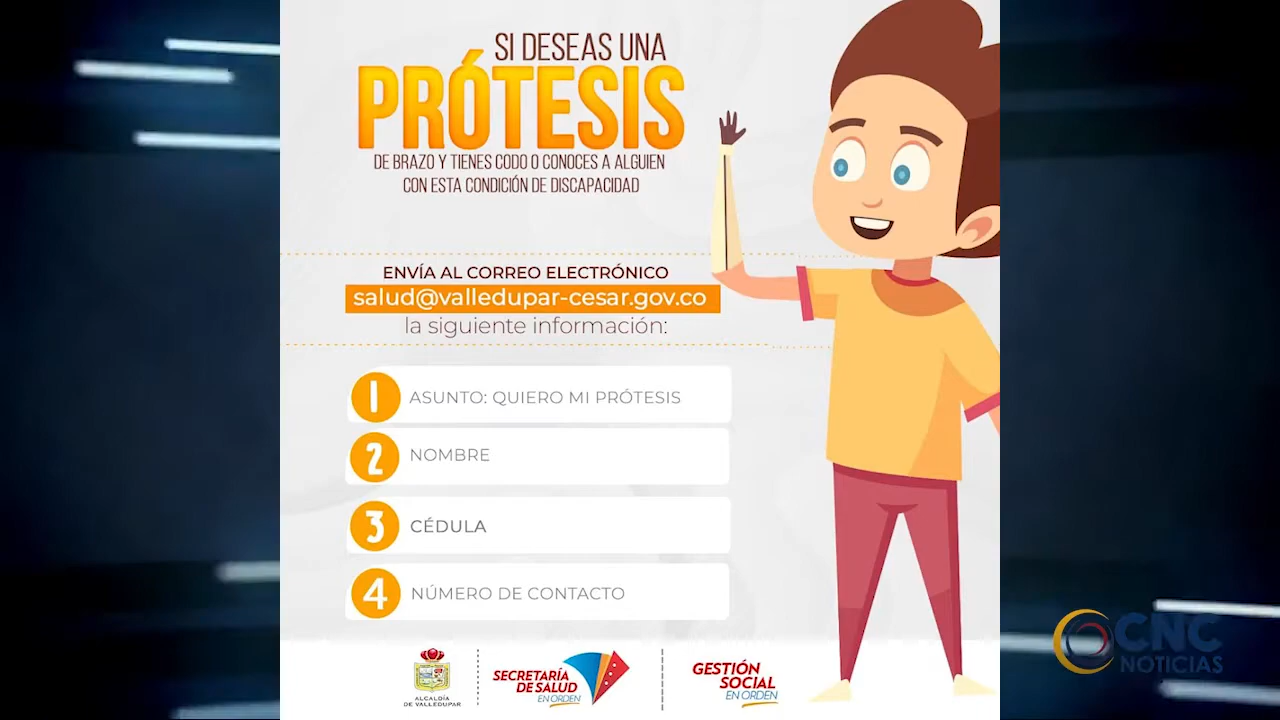 SI DESEAS UNA
PRÓTESIS
DE BRAZO Y TIENES CODO O CONOCES A ALGUIEN
CON ESTA CONDICIÓN DE DISCAPACIDAD
ENVÍA AL CORREO ELECTRÓNICO
salud@valledupar-cesar.gov.co
la siguiente información:
1 ASUNTO: QUIERO MI PRÓTESIS
2 NOMBRE
3 CÉDULA
4 NÚMERO DE CONTACTO
ALCALDÍA
DE VALLEDUPAR
SECRETARÍA
DE SALUD
EN ORDEN
GESTIÓN
SOCIAL
EN ORDEN
CNC
NOTICIAS